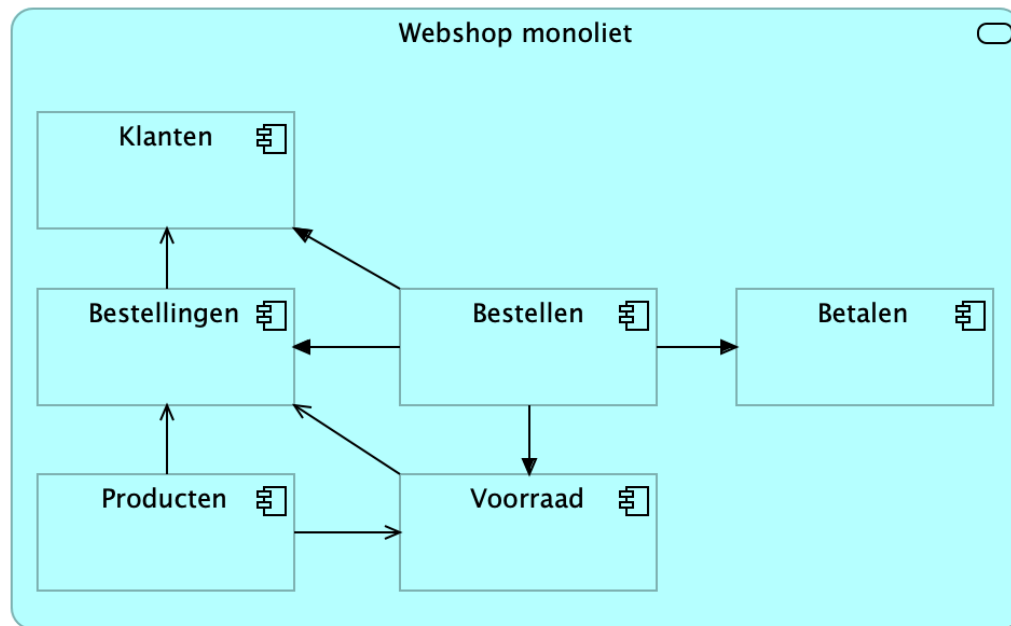 Webshop monoliet
Klanten
Bestellingen
Bestellen
Betalen
Producten
Voorraad